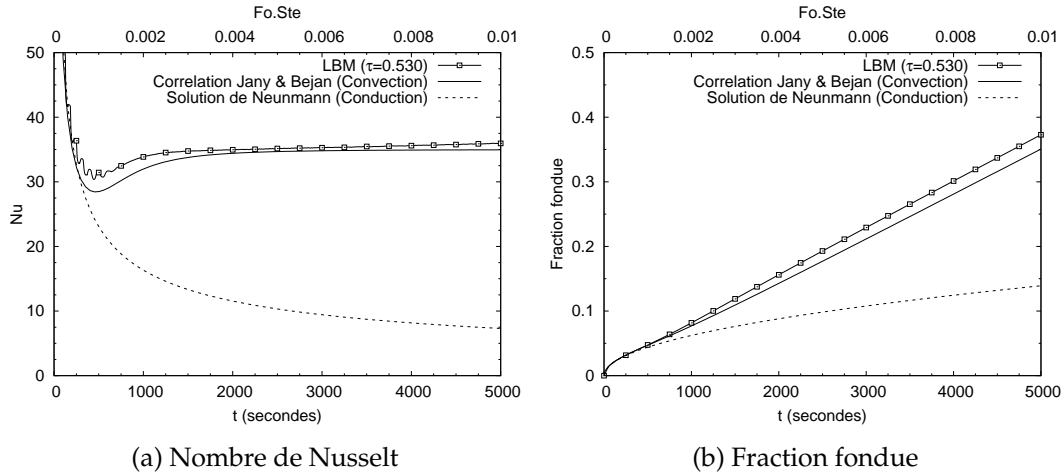 Fo.Ste
0 0.002 0.004 0.006 0.008 0.01
50
40
30
20
10
0
Nu
LBM (τ=0.530)
Correlation Jany & Bejan (Convection)
Solution de Neunmann (Conduction)
0 1000 2000 3000 4000 5000
t (secondes)
(a) Nombre de Nusselt
Fo.Ste
0 0.002 0.004 0.006 0.008 0.01
0.5
0.4
0.3
0.2
0.1
0
Fraction fondue
LBM (τ=0.530)
Correlation Jany & Bejan (Convection)
Solution de Neunmann (Conduction)
0 1000 2000 3000 4000 5000
t (secondes)
(b) Fraction fondue